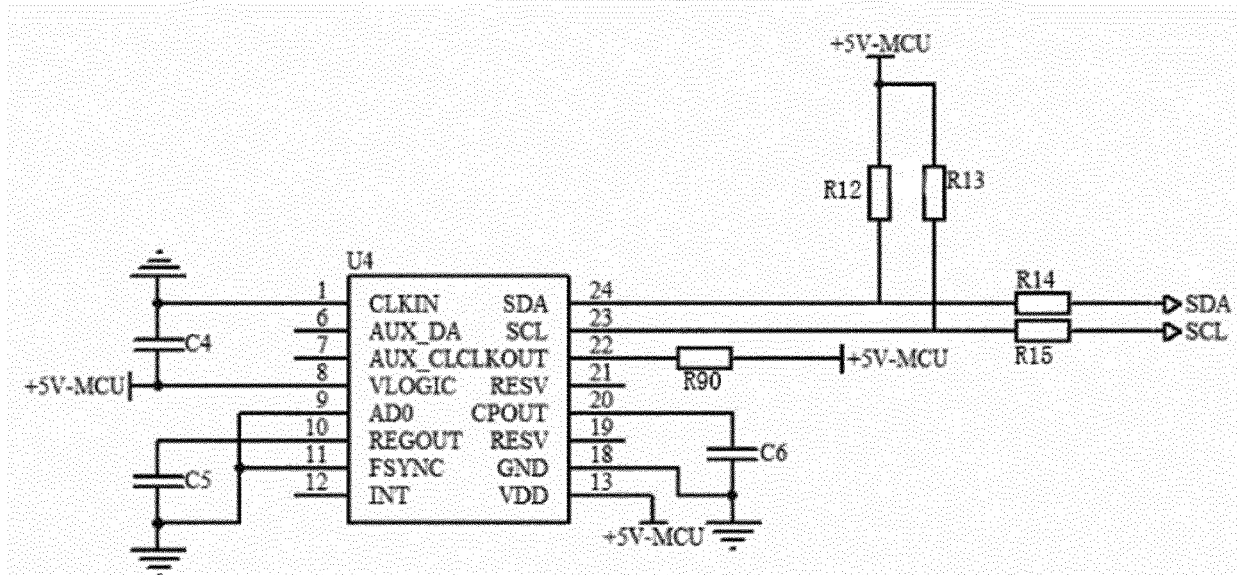 +5V-MCU
R12
R13
U4
R14
1 CLKIN SDA 24
SDA
6 AUX_DA SCL 23
SCL
C4
7 AUX_CLCLKOUT 22
+5V-MCU
R15
+5V-MCU
8 VLOGIC RESV 21
R90
9 AD0 CPOUT 20
10 REGOUT RESV 19
C5
11 FSYNC GND 18
C6
12 INT VDD 13
+5V-MCU